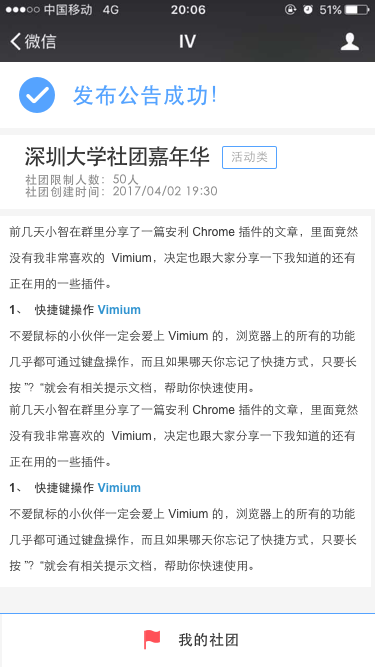 中国移动 4G 20:06 51%
微信 IV
发布公告成功!
深圳大学社团嘉年华 活动类
社团限制人数：50人
社团创建时间：2017/04/02 19:30
前几天小智在群里分享了一篇安利 Chrome 插件的文章，里面竟然
没有我非常喜欢的 Vimium，决定也跟大家分享一下我知道的还有
正在用的一些插件。
1、 快捷键操作 Vimium
不爱鼠标的小伙伴一定会爱上 Vimium 的，浏览器上的所有的功能
几乎都可通过键盘操作，而且如果哪天你忘记了快捷方式，只要长
按 ”？“就会有相关提示文档，帮助你快速使用。
前几天小智在群里分享了一篇安利 Chrome 插件的文章，里面竟然
没有我非常喜欢的 Vimium，决定也跟大家分享一下我知道的还有
正在用的一些插件。
1、 快捷键操作 Vimium
不爱鼠标的小伙伴一定会爱上 Vimium 的，浏览器上的所有的功能
几乎都可通过键盘操作，而且如果哪天你忘记了快捷方式，只要长
按 ”？“就会有相关提示文档，帮助你快速使用。
我的社团